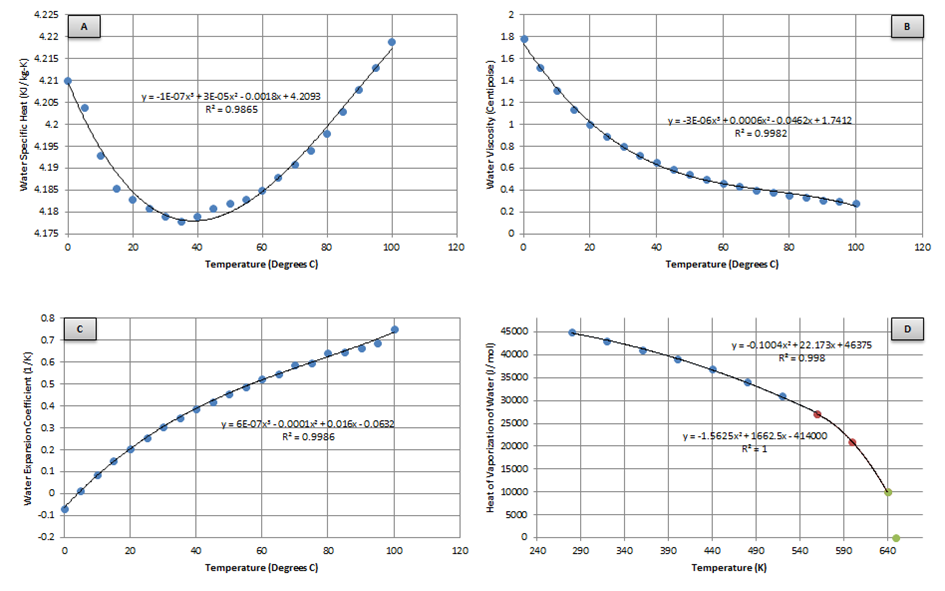 4.225
4.22
4.215
4.21
4.205
4.2
4.195
4.19
4.185
4.18
4.175
Water Specific Heat (KJ/ kg-K)
A
y = -1E-07x³ + 3E-05x² - 0.0018x + 4.2093
R² = 0.9865
0 20 40 60 80 100 120
Temperature (Degrees C)
2
1.8
1.6
1.4
1.2
1
0.8
0.6
0.4
0.2
0
Water Viscosity (Centipoise)
B
y = -3E-06x³ + 0.0006x² - 0.0462x + 1.7412
R² = 0.9982
0 20 40 60 80 100 120
Temperature (Degrees C)
0.8
0.7
0.6
0.5
0.4
0.3
0.2
0.1
0
-0.1
-0.2
Water Expansion Coefficient (1/K)
C
y = 6E-07x³ - 0.0001x² + 0.016x - 0.0632
R² = 0.9986
0 20 40 60 80 100 120
Temperature (Degrees C)
45000
40000
35000
30000
25000
20000
15000
10000
5000
0
Heat of Vaporization of Water (J/mol)
D
y = -0.1004x² + 22.173x + 46375
R² = 0.998
y = -1.5625x² + 1662.5x - 414000
R² = 1
240 290 340 390 440 490 540 590 640
Temperature (K)